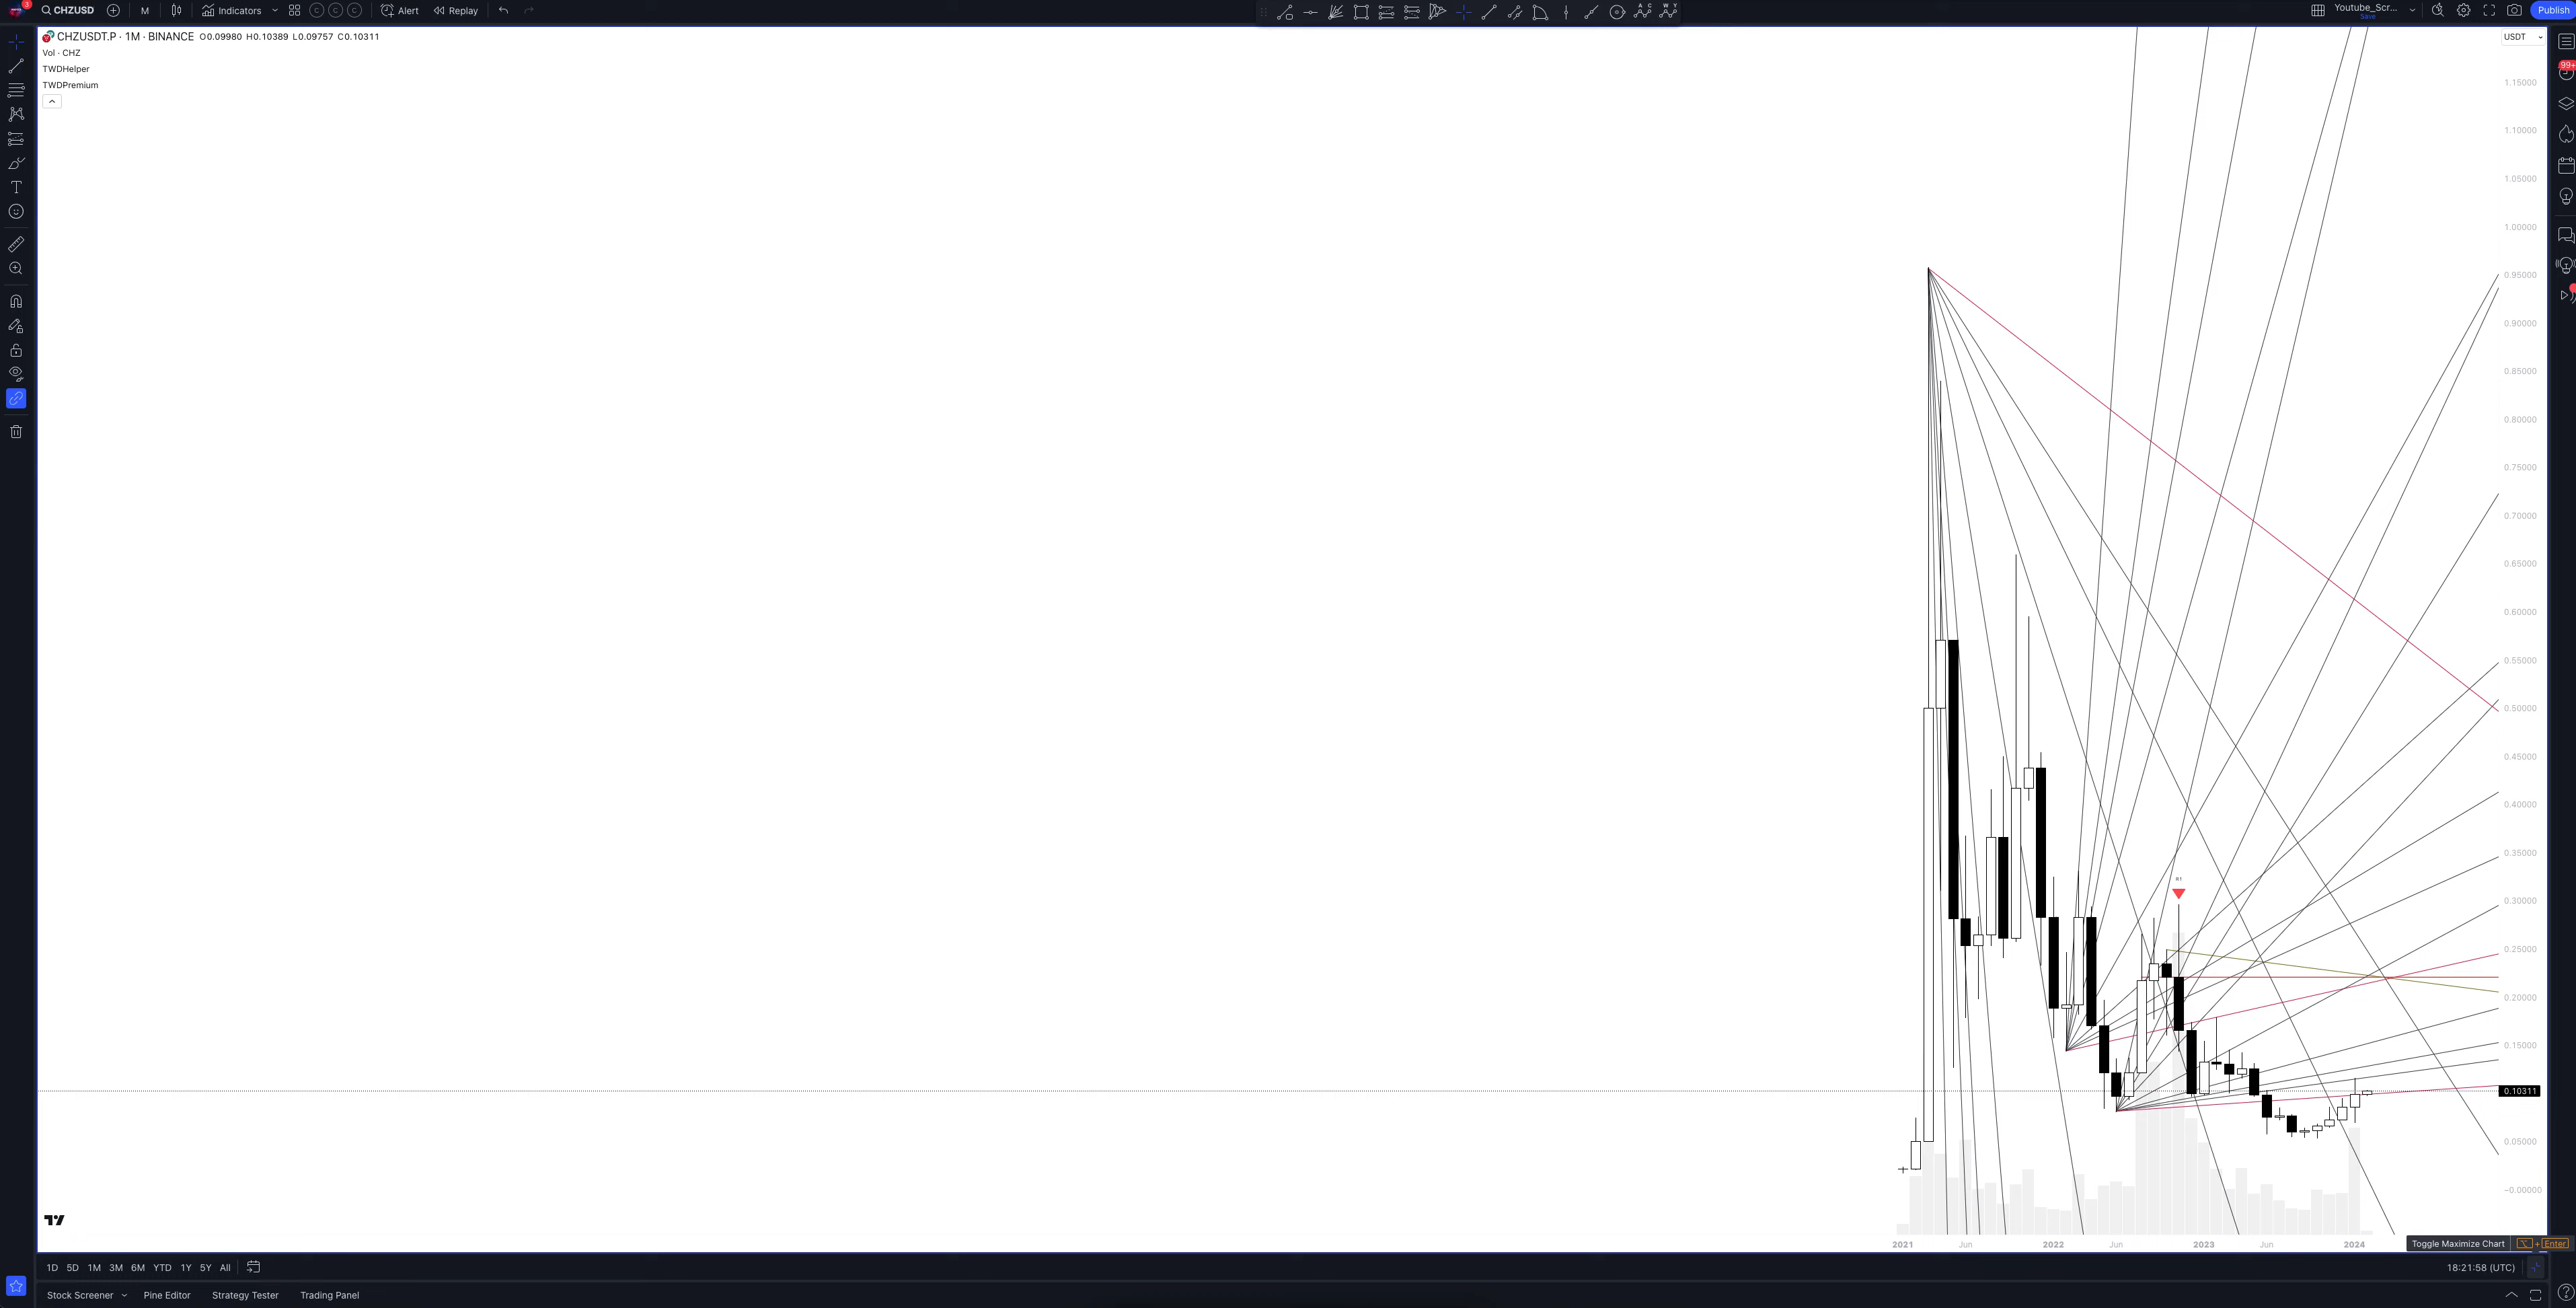 3 CHZUSD M Indicators C C C Alert Replay A C W Y Youtube_Scr... Save Publish
CHZUSDT.P · 1M · BINANCE O0.09980 H0.10389 L0.09757 C0.10311
USDT
Vol · CHZ
TWDHelper
TWDPremium
99+
1.15000
1.10000
1.05000
1.00000
0.95000
0.90000
0.85000
0.80000
0.75000
0.70000
0.65000
0.60000
0.55000
0.50000
0.45000
0.40000
0.35000
0.30000
0.25000
0.20000
0.15000
0.10311
0.05000
−0.00000
2021 Jun 2022 Jun 2023 Jun 2024
Toggle Maximize Chart ⌥ + Enter
1D 5D 1M 3M 6M YTD 1Y 5Y All
18:21:58 (UTC)
Stock Screener Pine Editor Strategy Tester Trading Panel